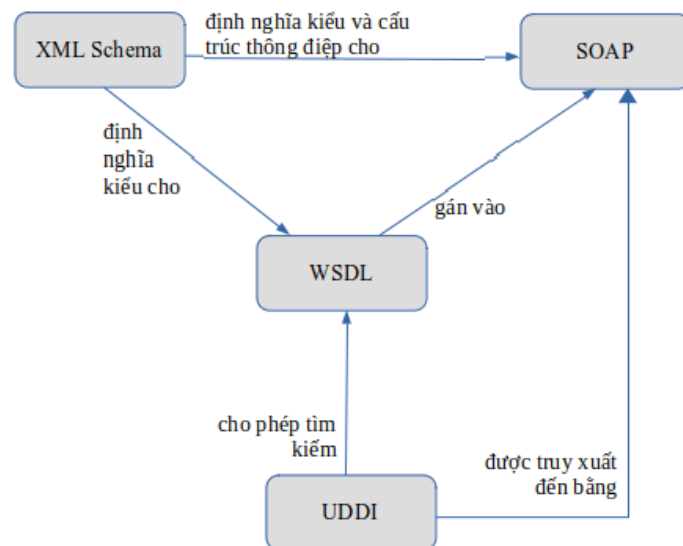 định nghĩa kiểu và cấu
trúc thông điệp cho
XML Schema
SOAP
định
nghĩa
kiểu cho
gán vào
WSDL
cho phép tìm
kiếm
được truy xuất
đến bằng
UDDI